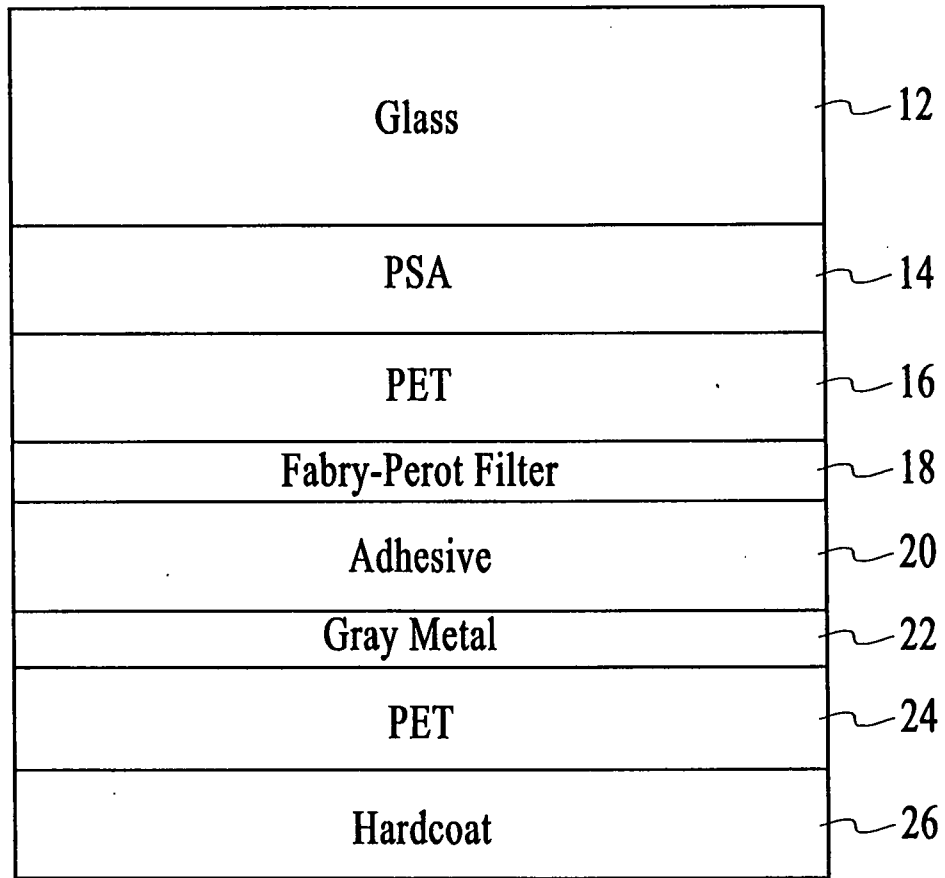 Glass 12
PSA 14
PET 16
Fabry-Perot Filter 18
Adhesive 20
Gray Metal 22
PET 24
Hardcoat 26